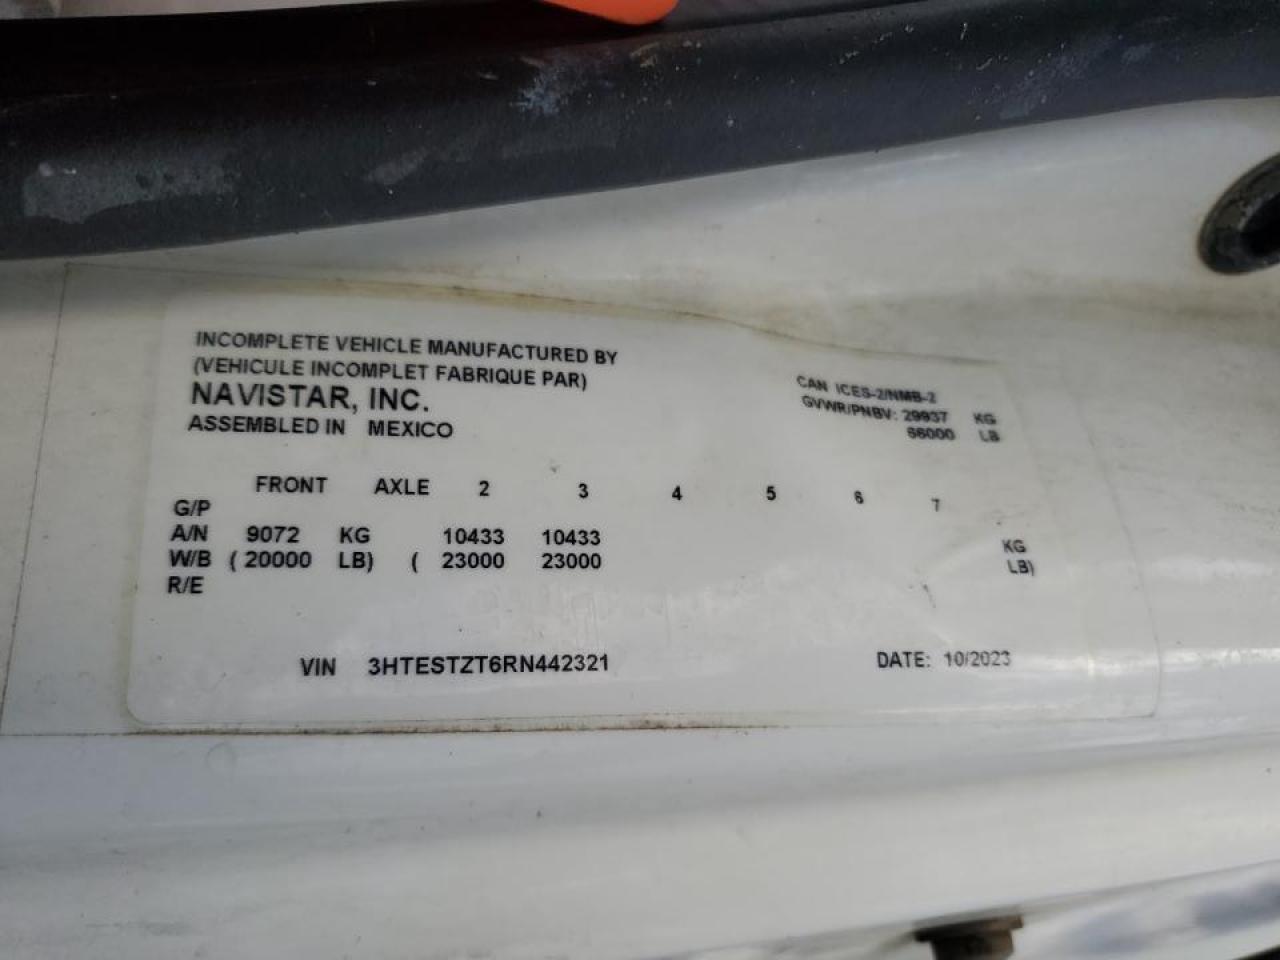 INCOMPLETE VEHICLE MANUFACTURED BY
(VEHICULE INCOMPLET FABRIQUE PAR)
NAVISTAR, INC.
ASSEMBLED IN MEXICO
CAN ICES-2/NMB-2
GVWR/PNBV: 29937 KG
66000 LB
FRONT AXLE 2 3 4 5 6 7
G/P
A/N 9072 KG 10433 10433 KG
W/B ( 20000 LB) ( 23000 23000 LB)
R/E
VIN 3HTESTZT6RN442321 DATE: 10/2023